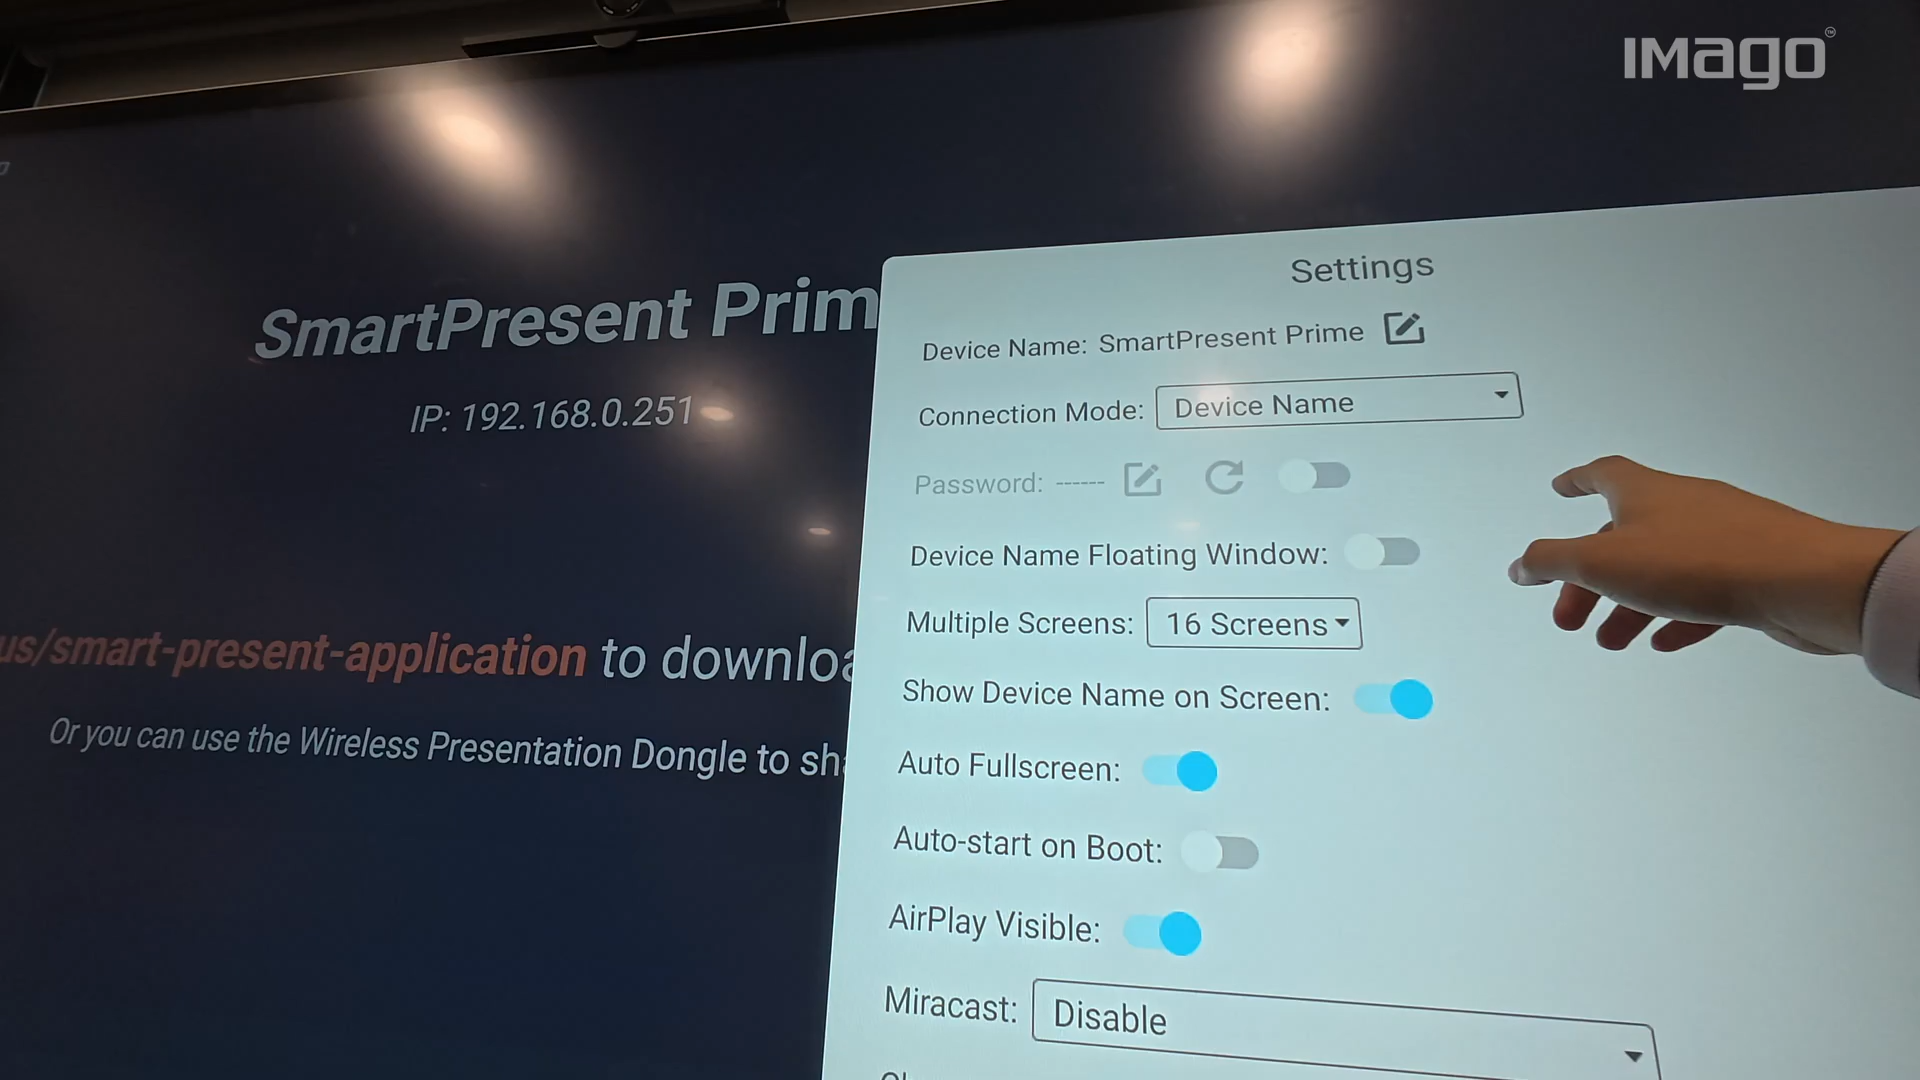 IMAGO™
SmartPresent Prim
IP: 192.168.0.251
us/smart-present-application to downloa
Or you can use the Wireless Presentation Dongle to sh
Settings
Device Name: SmartPresent Prime
Connection Mode: Device Name
Password: ------
Device Name Floating Window:
Multiple Screens: 16 Screens
Show Device Name on Screen:
Auto Fullscreen:
Auto-start on Boot:
AirPlay Visible:
Miracast: Disable